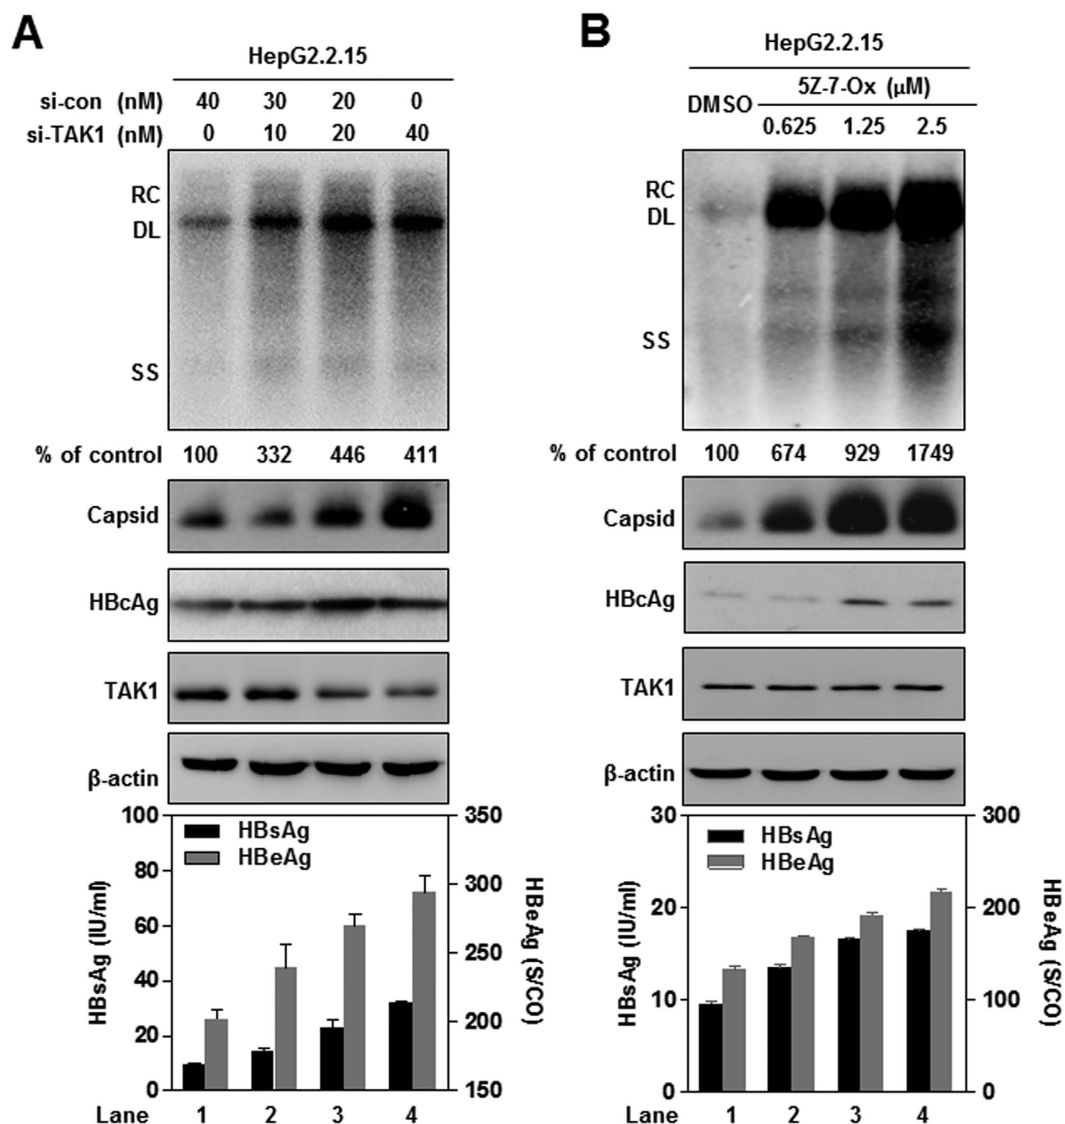 A
HepG2.2.15
si-con (nM) 40 30 20 0
si-TAK1 (nM) 0 10 20 40
RC
DL
SS
% of control 100 332 446 411
Capsid
HBcAg
TAK1
β-actin
100 350
HBsAg
HBeAg
80
300
60
250
40
200
20
0 150
HBsAg (IU/ml)
HBeAg (S/CO)
Lane 1 2 3 4
B
HepG2.2.15
DMSO
5Z-7-Ox (μM)
0.625 1.25 2.5
RC
DL
SS
% of control 100 674 929 1749
Capsid
HBcAg
TAK1
β-actin
30 300
HBsAg
HBeAg
20 200
10 100
0 0
HBsAg (IU/ml)
HBeAg (S/CO)
Lane 1 2 3 4